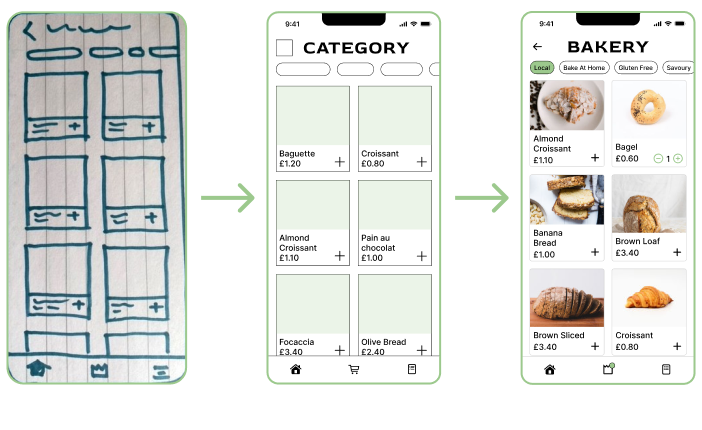 9:41
CATEGORY
Baguette
£1.20
Croissant
£0.80
Almond
Croissant
£1.10
Pain au
chocolat
£1.00
Focaccia
£3.40
Olive Bread
£2.40
9:41
BAKERY
Local
Bake At Home
Gluten Free
Savoury
Almond
Croissant
£1.10
Bagel
£0.60
1
Banana
Bread
£1.00
Brown Loaf
£3.40
Brown Sliced
£3.40
Croissant
£0.80